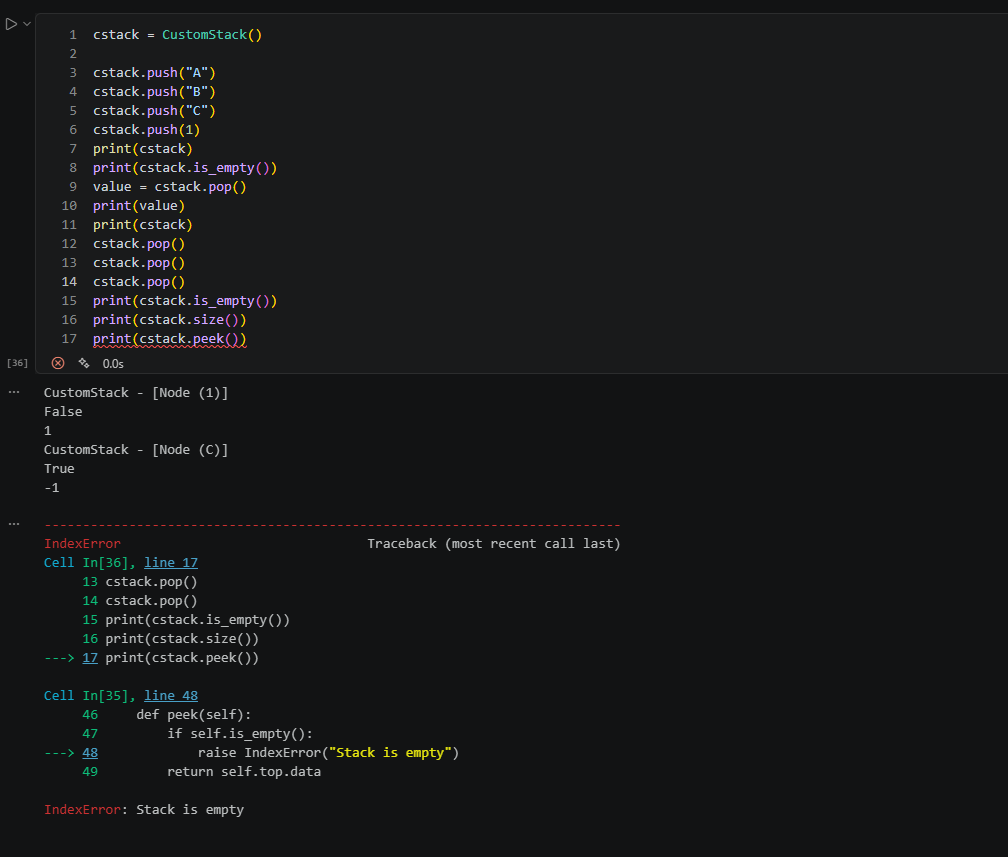 1 cstack = CustomStack()
2
3 cstack.push("A")
4 cstack.push("B")
5 cstack.push("C")
6 cstack.push(1)
7 print(cstack)
8 print(cstack.is_empty())
9 value = cstack.pop()
10 print(value)
11 print(cstack)
12 cstack.pop()
13 cstack.pop()
14 cstack.pop()
15 print(cstack.is_empty())
16 print(cstack.size())
17 print(cstack.peek())
[36] 0.0s
... CustomStack - [Node (1)]
False
1
CustomStack - [Node (C)]
True
-1
... ---------------------------------------------------------------------------
IndexError                                Traceback (most recent call last)
Cell In[36], line 17
     13 cstack.pop()
     14 cstack.pop()
     15 print(cstack.is_empty())
     16 print(cstack.size())
---> 17 print(cstack.peek())
Cell In[35], line 48
     46     def peek(self):
     47         if self.is_empty():
---> 48             raise IndexError("Stack is empty")
     49         return self.top.data
IndexError: Stack is empty